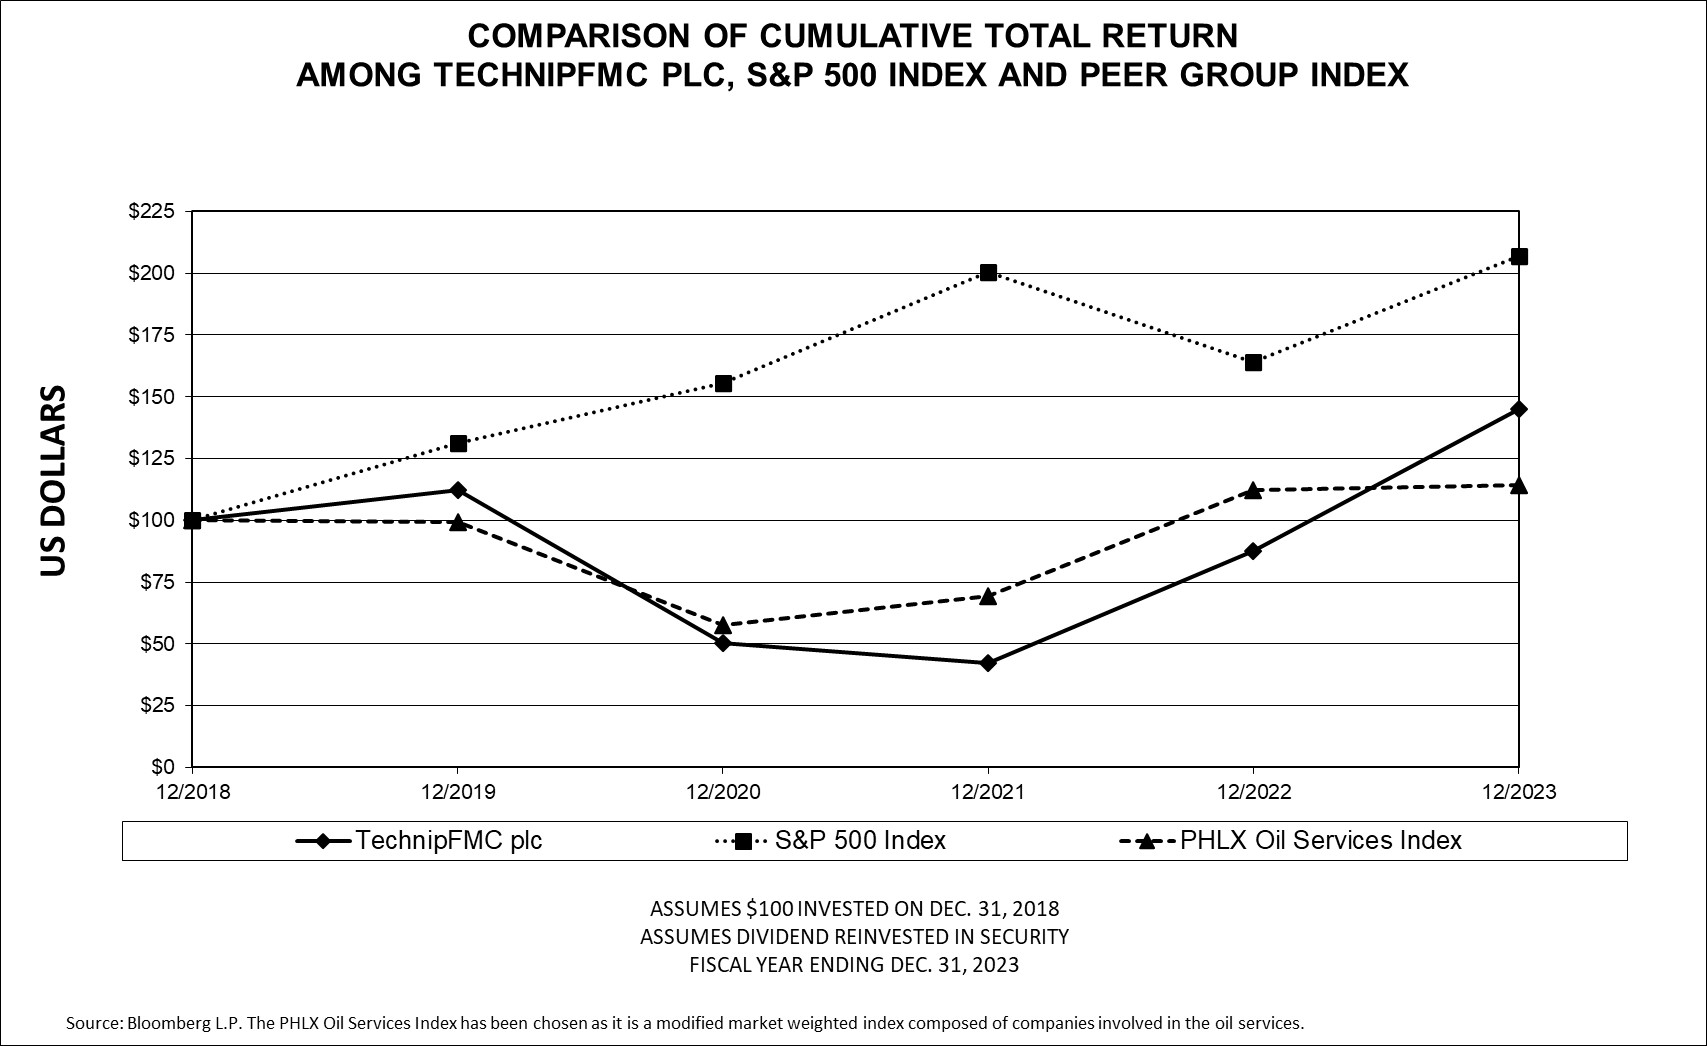 COMPARISON OF CUMULATIVE TOTAL RETURN
AMONG TECHNIPFMC PLC, S&P 500 INDEX AND PEER GROUP INDEX
US DOLLARS
$225
$200
$175
$150
$125
$100
$75
$50
$25
$0
12/2018 12/2019 12/2020 12/2021 12/2022 12/2023
TechnipFMC plc S&P 500 Index PHLX Oil Services Index
ASSUMES $100 INVESTED ON DEC. 31, 2018
ASSUMES DIVIDEND REINVESTED IN SECURITY
FISCAL YEAR ENDING DEC. 31, 2023
Source: Bloomberg L.P. The PHLX Oil Services Index has been chosen as it is a modified market weighted index composed of companies involved in the oil services.